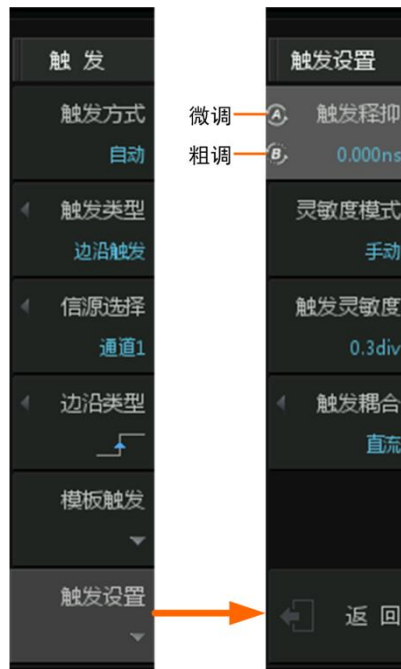 触 发
触发方式
自动
触发类型
边沿触发
信源选择
通道1
边沿类型
模板触发
触发设置
微调
粗调
触发设置
A 触发释抑
B 0.000ns
灵敏度模式
手动
触发灵敏度
0.3div
触发耦合
直流
返 回